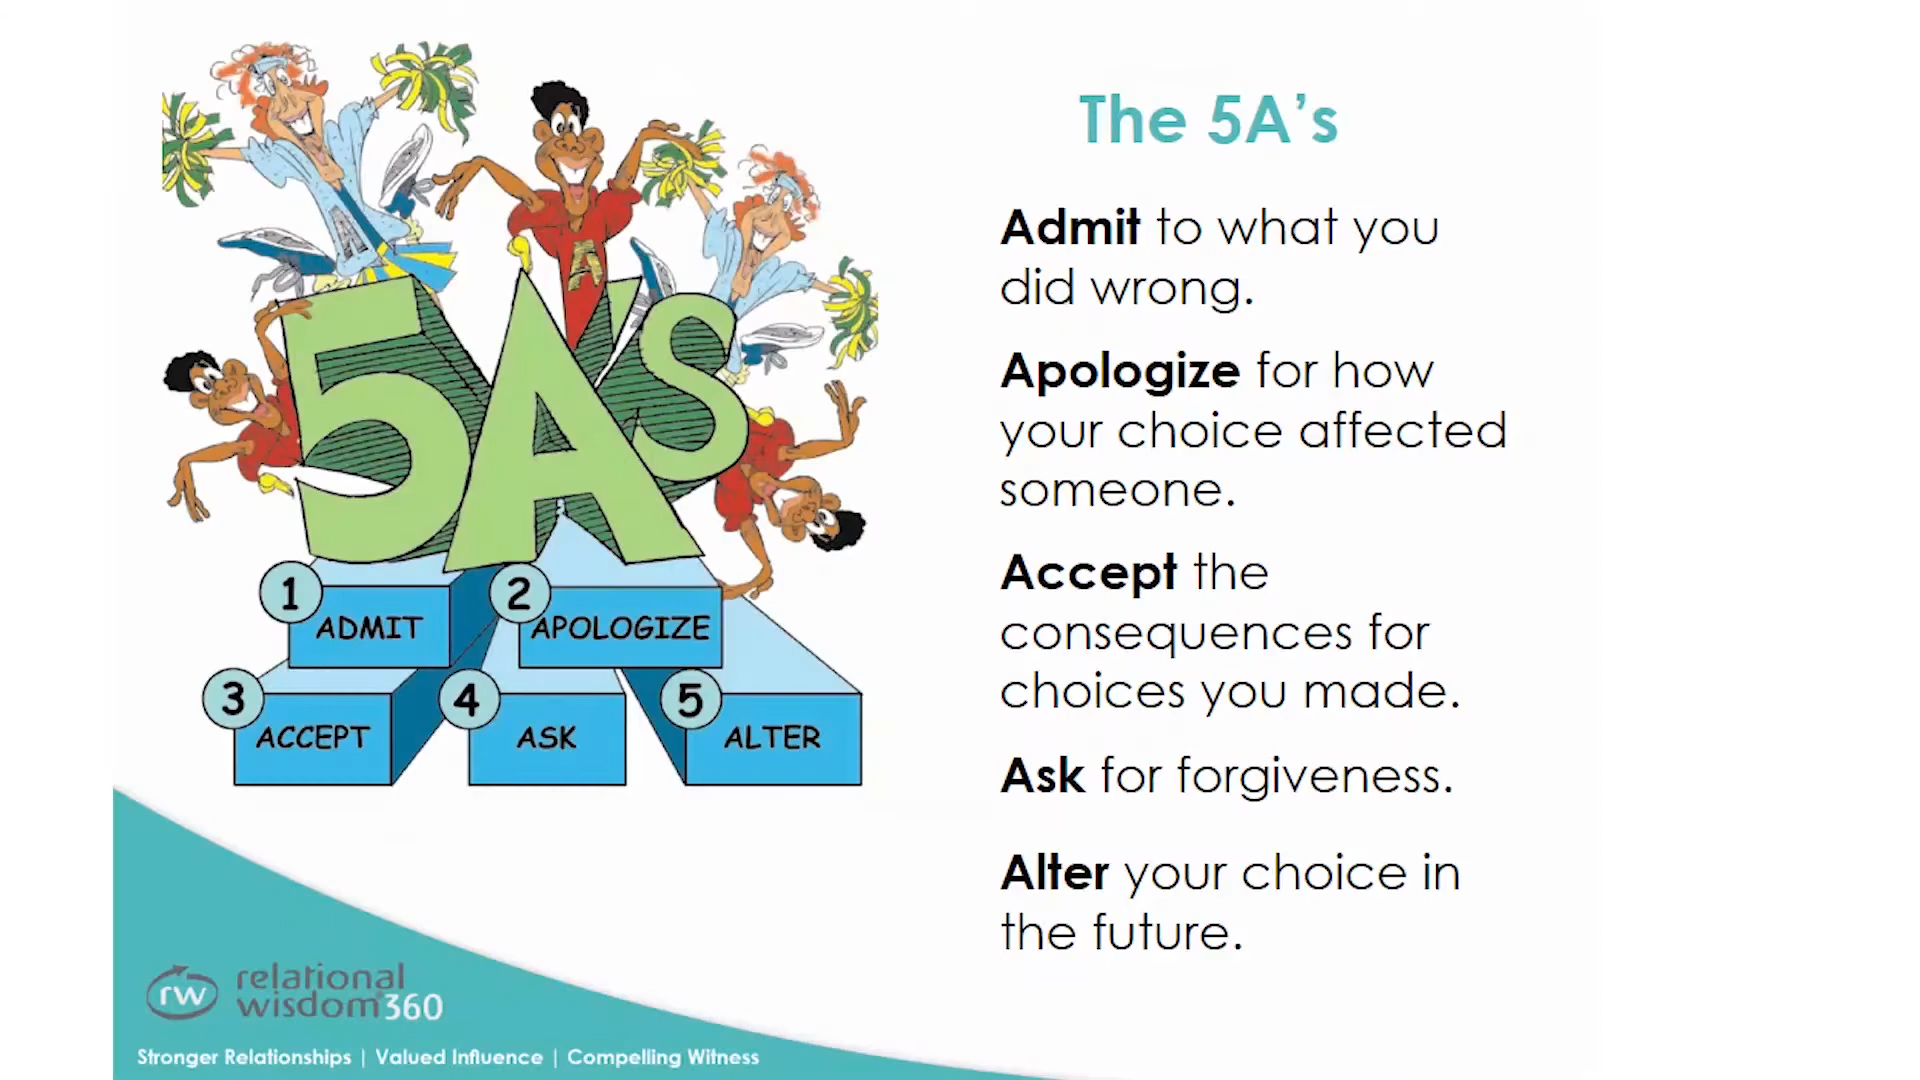 The 5A's
Admit to what you
did wrong.
Apologize for how
your choice affected
someone.
Accept the
consequences for
choices you made.
Ask for forgiveness.
Alter your choice in
the future.
A
A
5A's
1 ADMIT
2 APOLOGIZE
3 ACCEPT
4 ASK
5 ALTER
rw
relational
wisdom®360
Stronger Relationships | Valued Influence | Compelling Witness